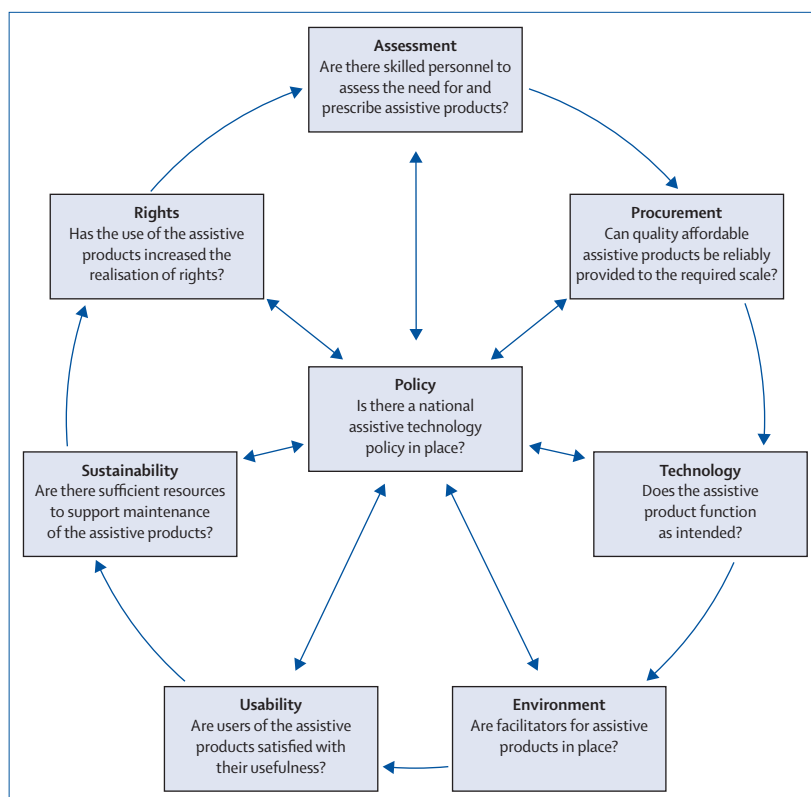 Assessment
Are there skilled personnel to
assess the need for and
prescribe assistive products?
Rights
Has the use of the assistive
products increased the
realisation of rights?
Procurement
Can quality affordable
assistive products be reliably
provided to the required scale?
Policy
Is there a national
assistive technology
policy in place?
Sustainability
Are there sufficient resources
to support maintenance
of the assistive products?
Technology
Does the assistive
product function
as intended?
Usability
Are users of the assistive
products satisfied with
their usefulness?
Environment
Are facilitators for assistive
products in place?